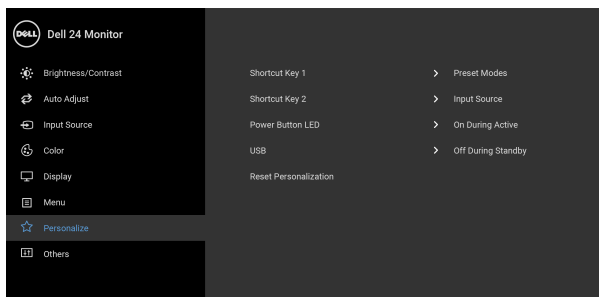 DELL Dell 24 Monitor
Brightness/Contrast
Auto Adjust
Input Source
Color
Display
Menu
Personalize
Others
Shortcut Key 1 > Preset Modes
Shortcut Key 2 > Input Source
Power Button LED > On During Active
USB > Off During Standby
Reset Personalization